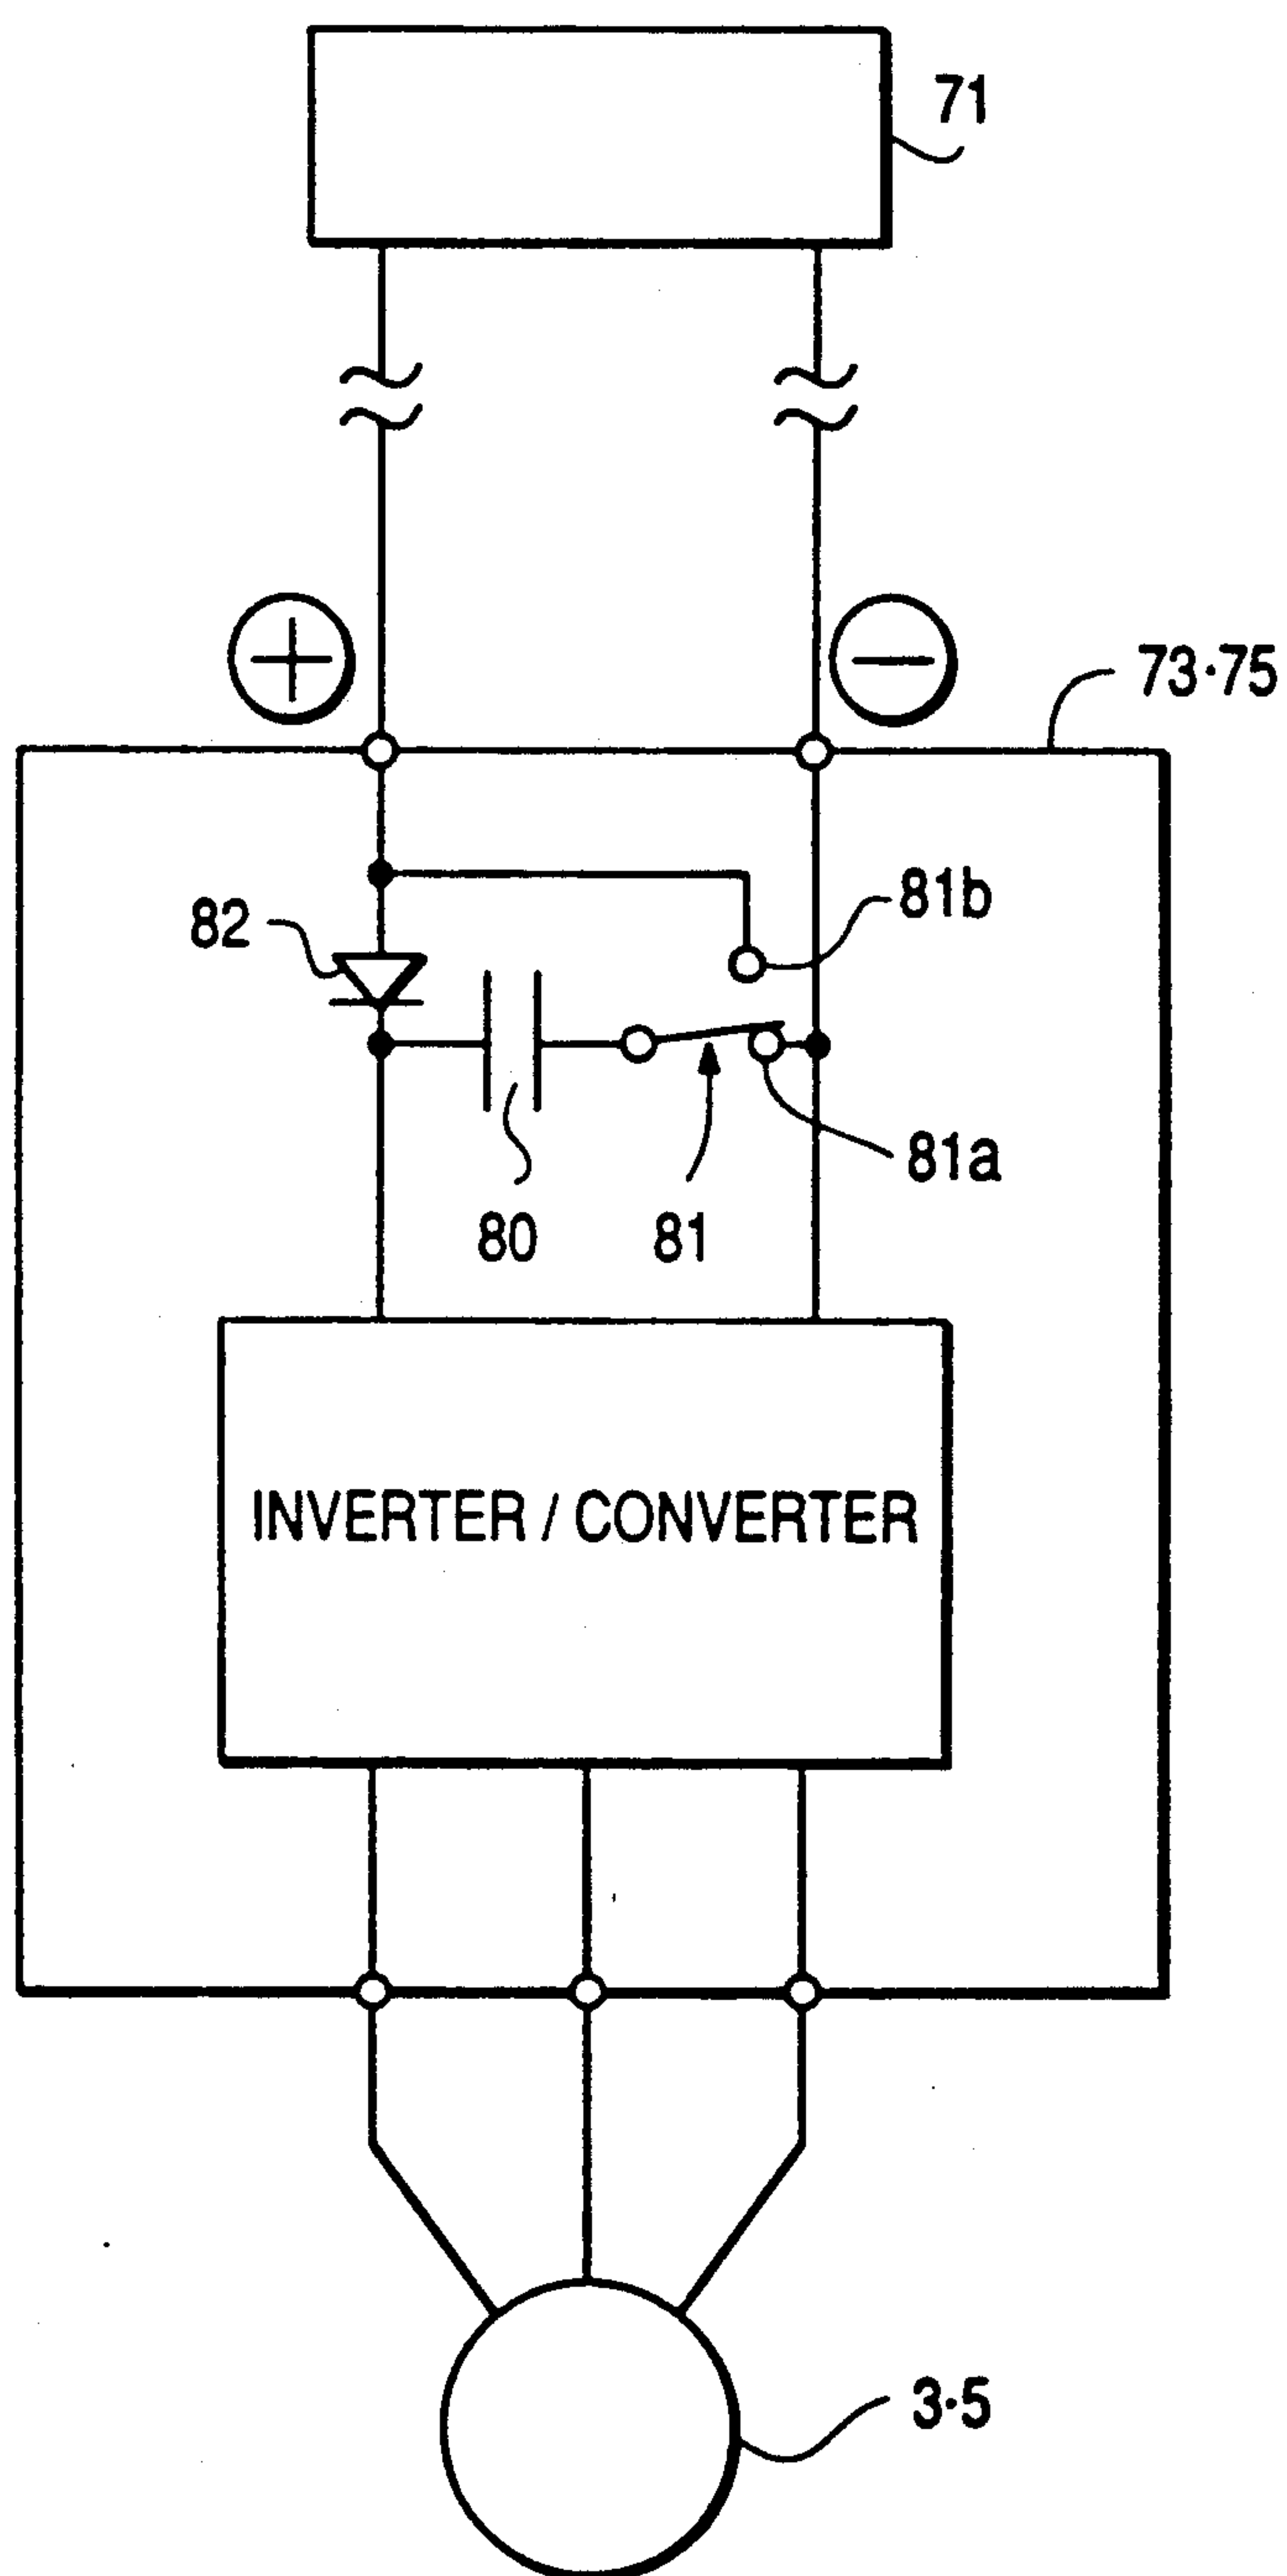 71
+
−
73·75
82
81b
81a
80
81
INVERTER / CONVERTER
3·5